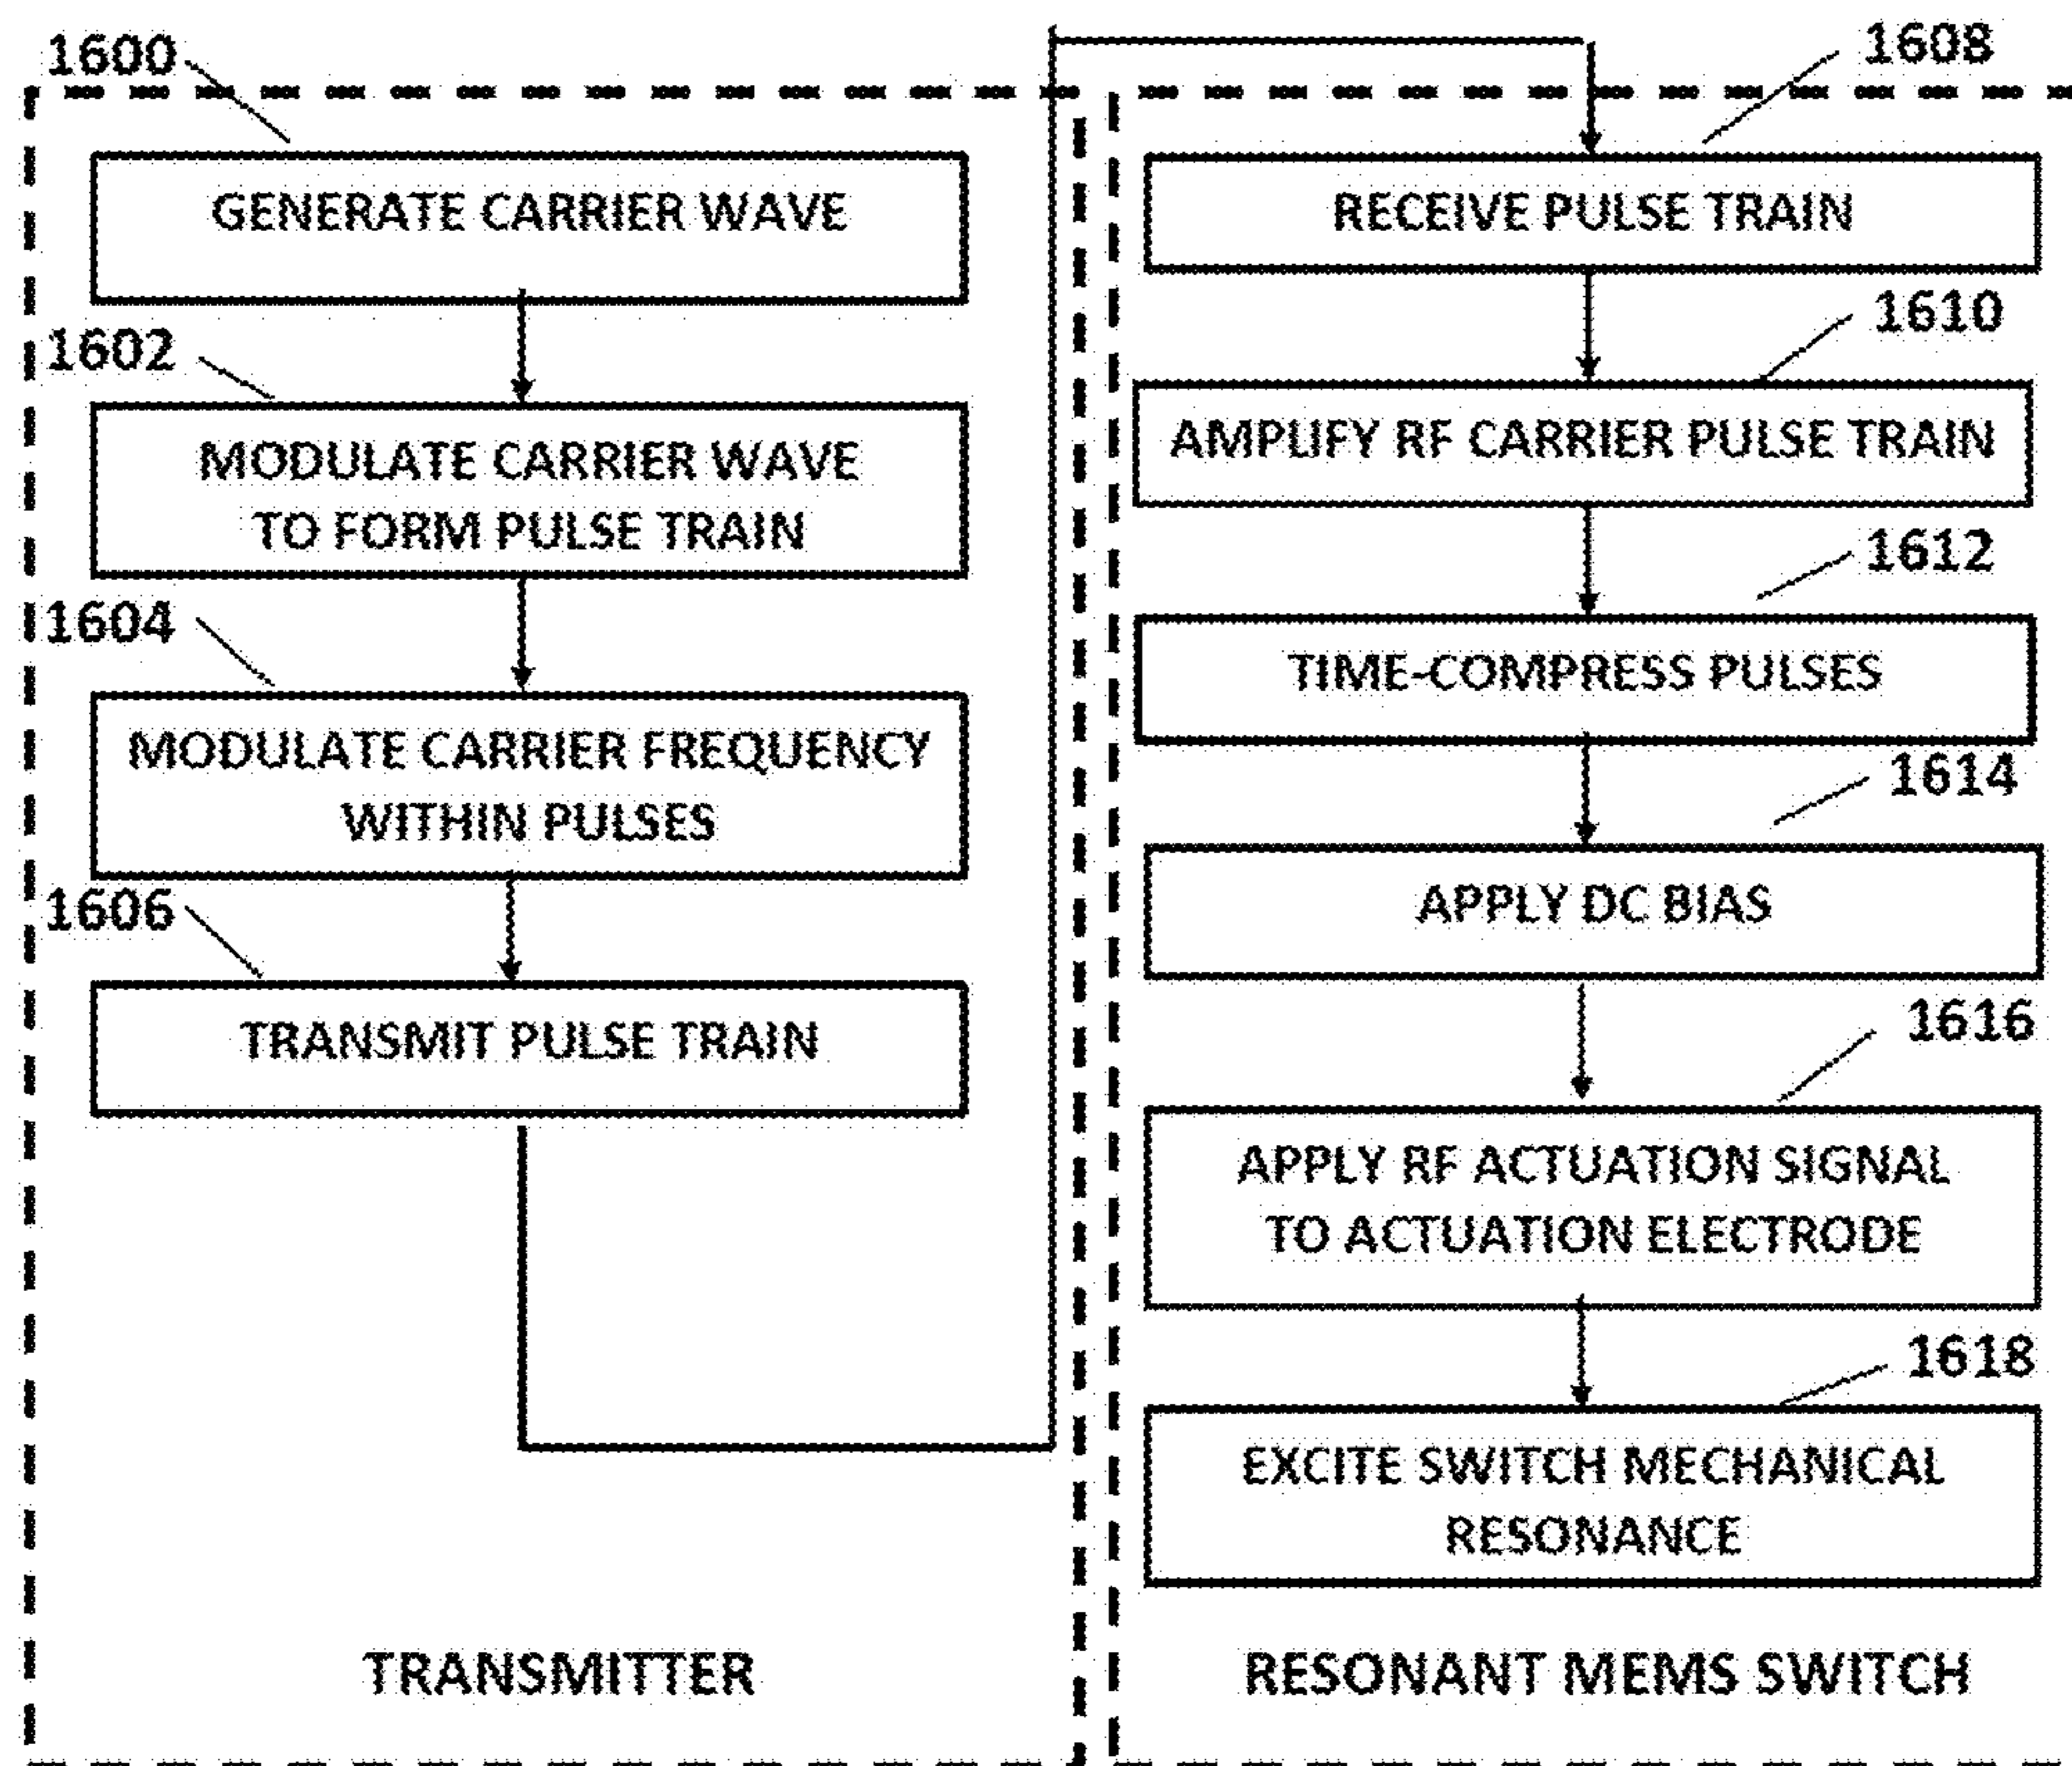 1600
GENERATE CARRIER WAVE
1602
MODULATE CARRIER WAVE
TO FORM PULSE TRAIN
1604
MODULATE CARRIER FREQUENCY
WITHIN PULSES
1606
TRANSMIT PULSE TRAIN
TRANSMITTER
1608
RECEIVE PULSE TRAIN
1610
AMPLIFY RF CARRIER PULSE TRAIN
1612
TIME-COMPRESS PULSES
1614
APPLY DC BIAS
1616
APPLY RF ACTUATION SIGNAL
TO ACTUATION ELECTRODE
1618
EXCITE SWITCH MECHANICAL
RESONANCE
RESONANT MEMS SWITCH